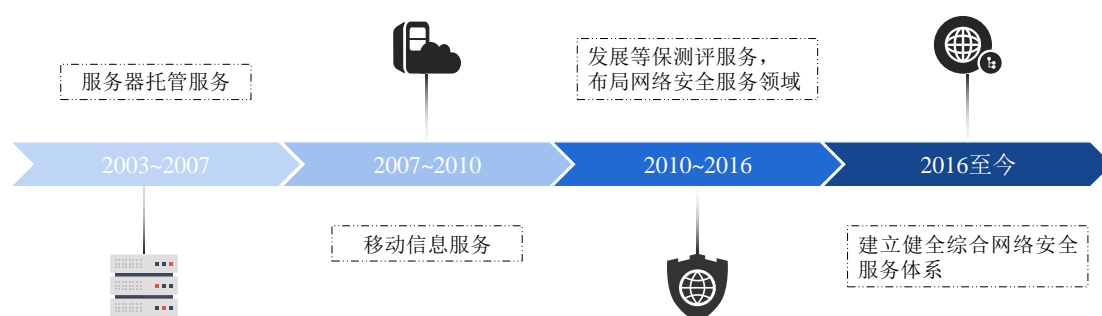 服务器托管服务
发展等保测评服务，
布局网络安全服务领域
2003~2007
2007~2010
2010~2016
2016至今
移动信息服务
建立健全综合网络安全
服务体系